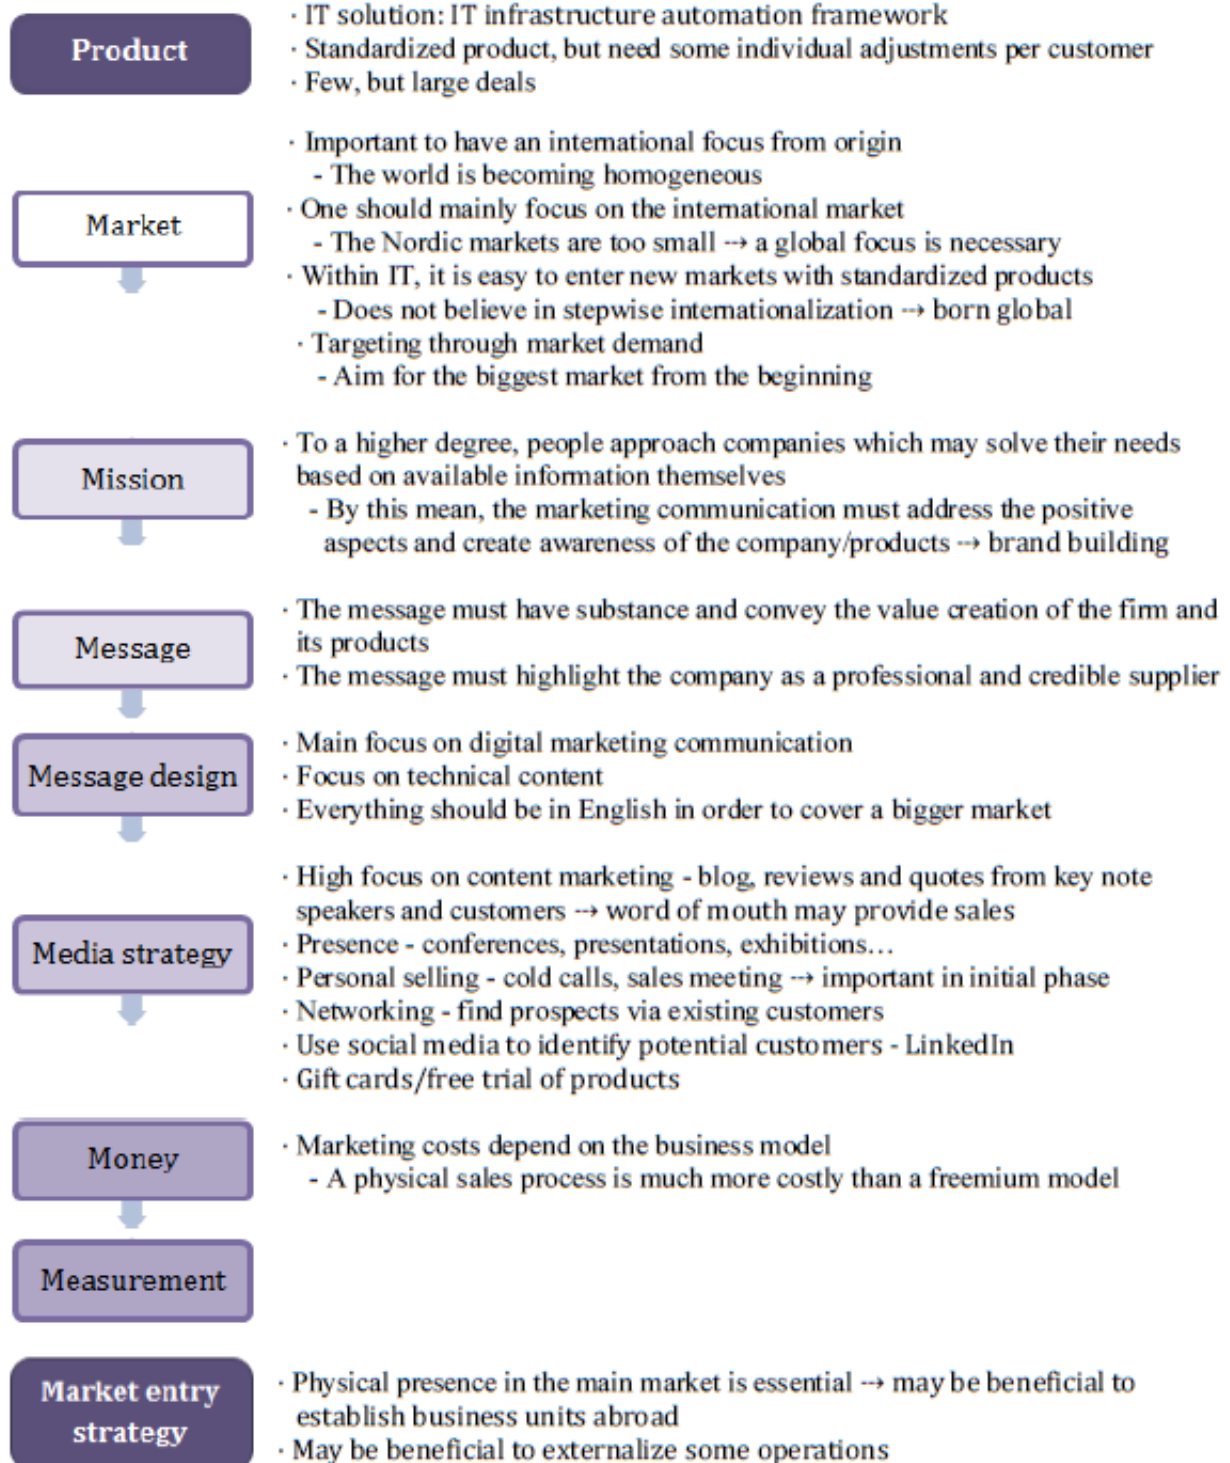 Product
· IT solution: IT infrastructure automation framework
· Standardized product, but need some individual adjustments per customer
· Few, but large deals
Market
· Important to have an international focus from origin
- The world is becoming homogeneous
· One should mainly focus on the international market
- The Nordic markets are too small → a global focus is necessary
· Within IT, it is easy to enter new markets with standardized products
- Does not believe in stepwise internationalization → born global
· Targeting through market demand
- Aim for the biggest market from the beginning
Mission
· To a higher degree, people approach companies which may solve their needs
based on available information themselves
- By this mean, the marketing communication must address the positive
aspects and create awareness of the company/products → brand building
Message
· The message must have substance and convey the value creation of the firm and
its products
· The message must highlight the company as a professional and credible supplier
Message design
· Main focus on digital marketing communication
· Focus on technical content
· Everything should be in English in order to cover a bigger market
Media strategy
· High focus on content marketing - blog, reviews and quotes from key note
speakers and customers → word of mouth may provide sales
· Presence - conferences, presentations, exhibitions…
· Personal selling - cold calls, sales meeting → important in initial phase
· Networking - find prospects via existing customers
· Use social media to identify potential customers - LinkedIn
· Gift cards/free trial of products
Money
· Marketing costs depend on the business model
- A physical sales process is much more costly than a freemium model
Measurement
Market entry
strategy
· Physical presence in the main market is essential → may be beneficial to
establish business units abroad
· May be beneficial to externalize some operations